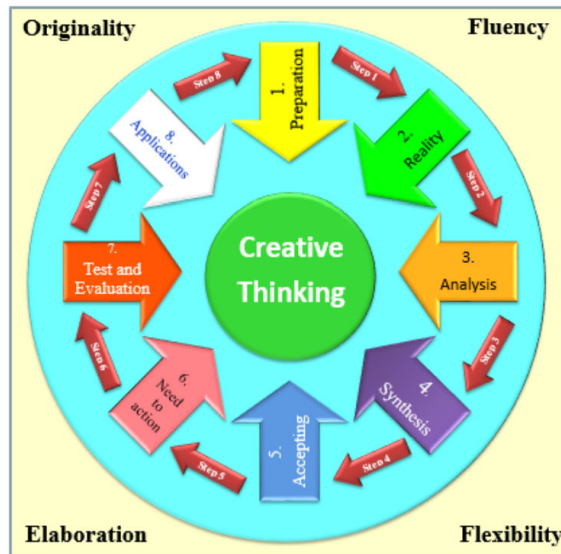 Originality
Fluency
Step 8
Step 1
1.
Preparation
8.
Applications
2.
Reality
Step 7
Step 2
Creative
Thinking
7.
Test and
Evaluation
3.
Analysis
Step 6
Step 3
6.
Need
to
action
4.
Synthesis
5.
Accepting
Step 5
Step 4
Elaboration
Flexibility